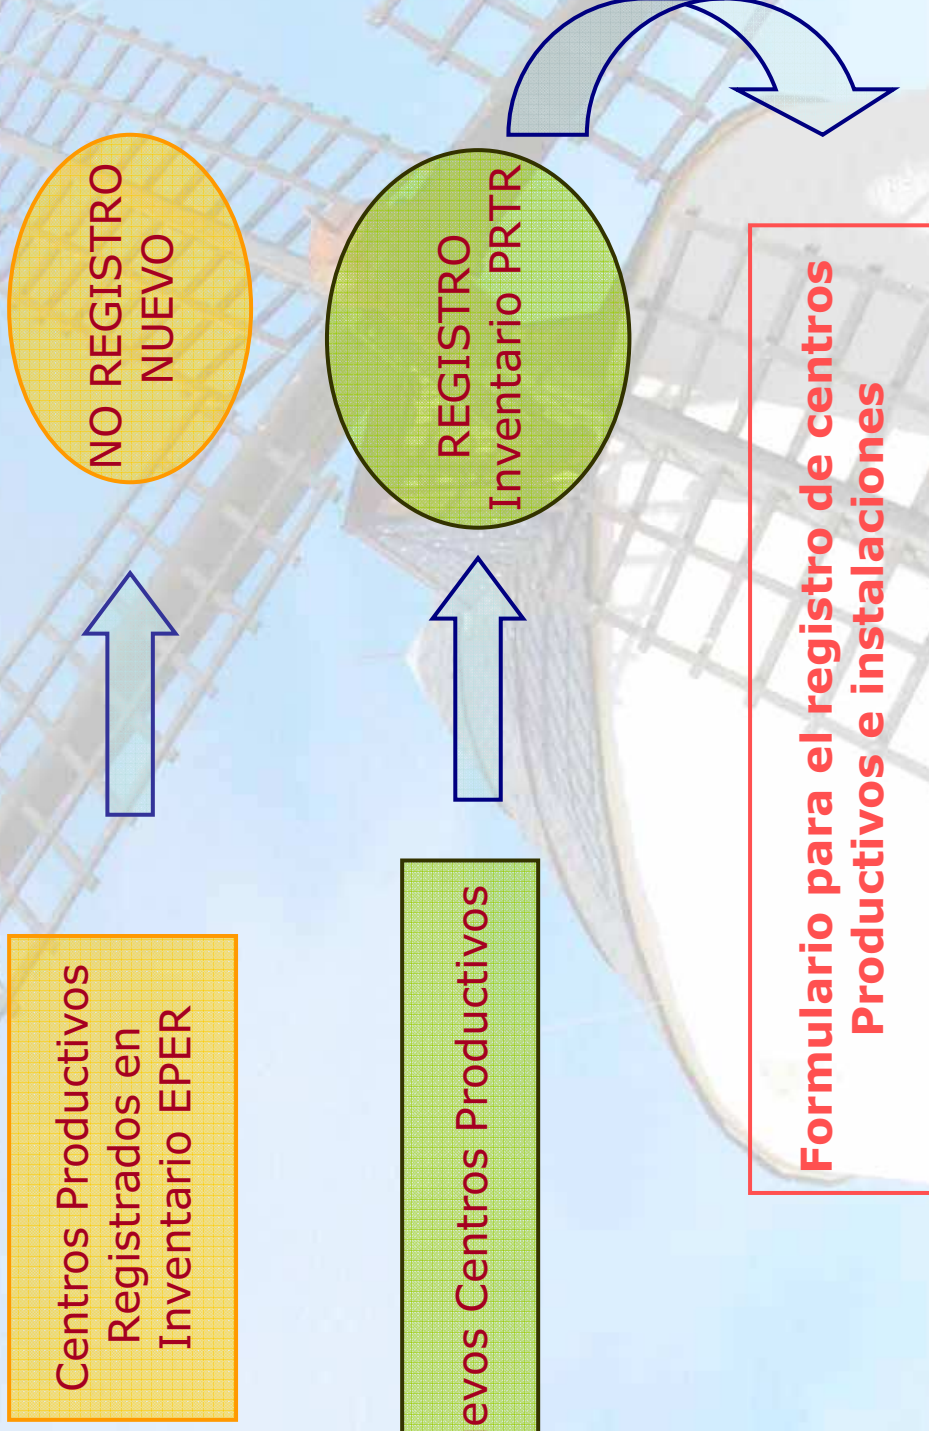 Centros Productivos
Registrados en
Inventario EPER
NO REGISTRO
NUEVO
evos Centros Productivos
REGISTRO
Inventario PRTR
Formulario para el registro de centros
Productivos e instalaciones